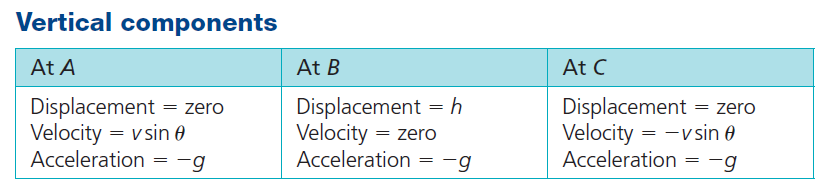 Vertical components
At A
At B
At C
Displacement = zero
Velocity = v sin θ
Acceleration = −g
Displacement = h
Velocity = zero
Acceleration = −g
Displacement = zero
Velocity = −v sin θ
Acceleration = −g